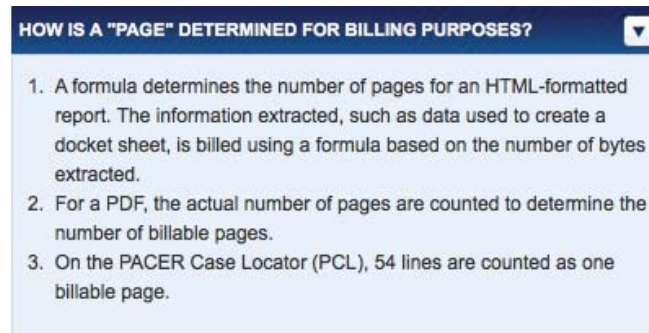 HOW IS A "PAGE" DETERMINED FOR BILLING PURPOSES?
1. A formula determines the number of pages for an HTML-formatted
report. The information extracted, such as data used to create a
docket sheet, is billed using a formula based on the number of bytes
extracted.
2. For a PDF, the actual number of pages are counted to determine the
number of billable pages.
3. On the PACER Case Locator (PCL), 54 lines are counted as one
billable page.